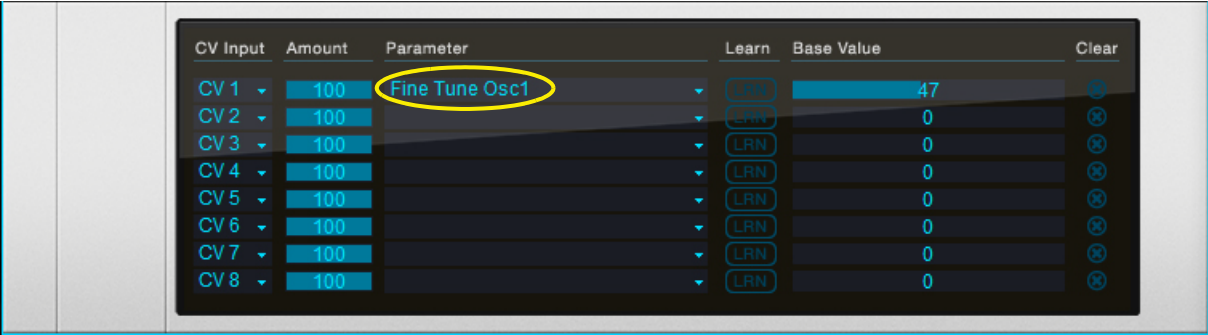 CV Input Amount Parameter Learn Base Value Clear
CV 1 100 Fine Tune Osc1 LRN 47
CV 2 100 LRN 0
CV 3 100 LRN 0
CV 4 100 LRN 0
CV 5 100 LRN 0
CV 6 100 LRN 0
CV 7 100 LRN 0
CV 8 100 LRN 0